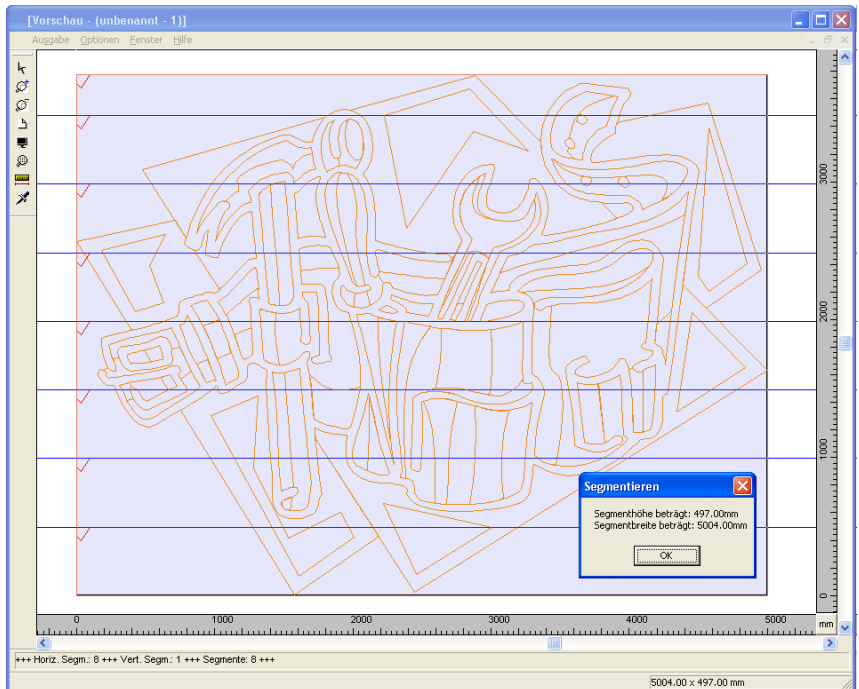 [Vorschau - (unbenannt - 1)]
Ausgabe Optionen Fenster Hilfe
3000
2000
1000
0
Segmentieren
Segmenthöhe beträgt: 497.00mm
Segmentbreite beträgt: 5004.00mm
OK
0 1000 2000 3000 4000 5000 mm
+++ Horiz. Segm.: 8 +++ Vert. Segm.: 1 +++ Segmente: 8 +++
5004.00 x 497.00 mm